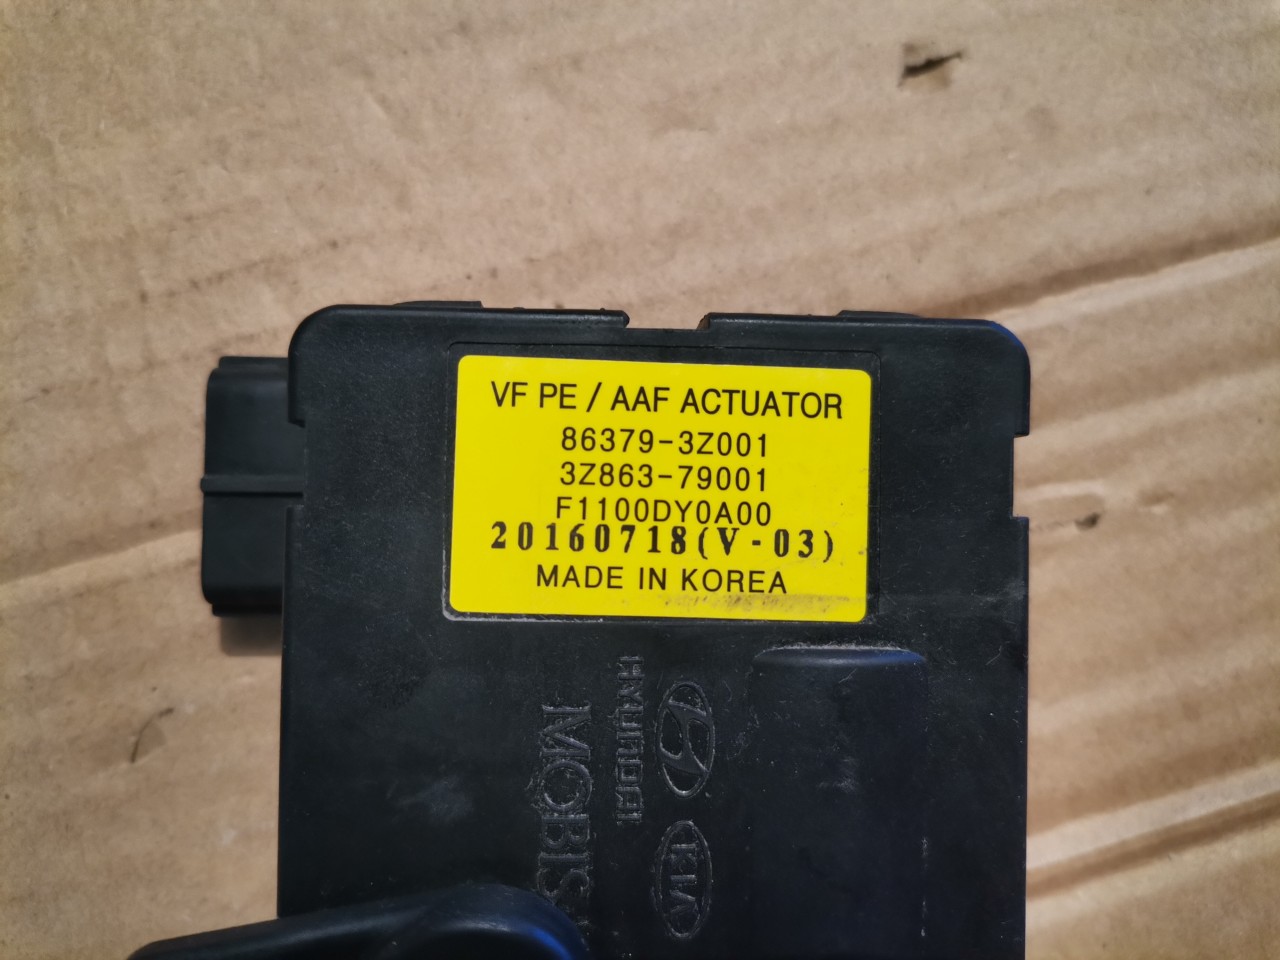 VF PE / AAF ACTUATOR
86379-3Z001
3Z863-79001
F1100DY0A00
20160718(V-03)
MADE IN KOREA
HYUNDAI
MOBIS
KIA